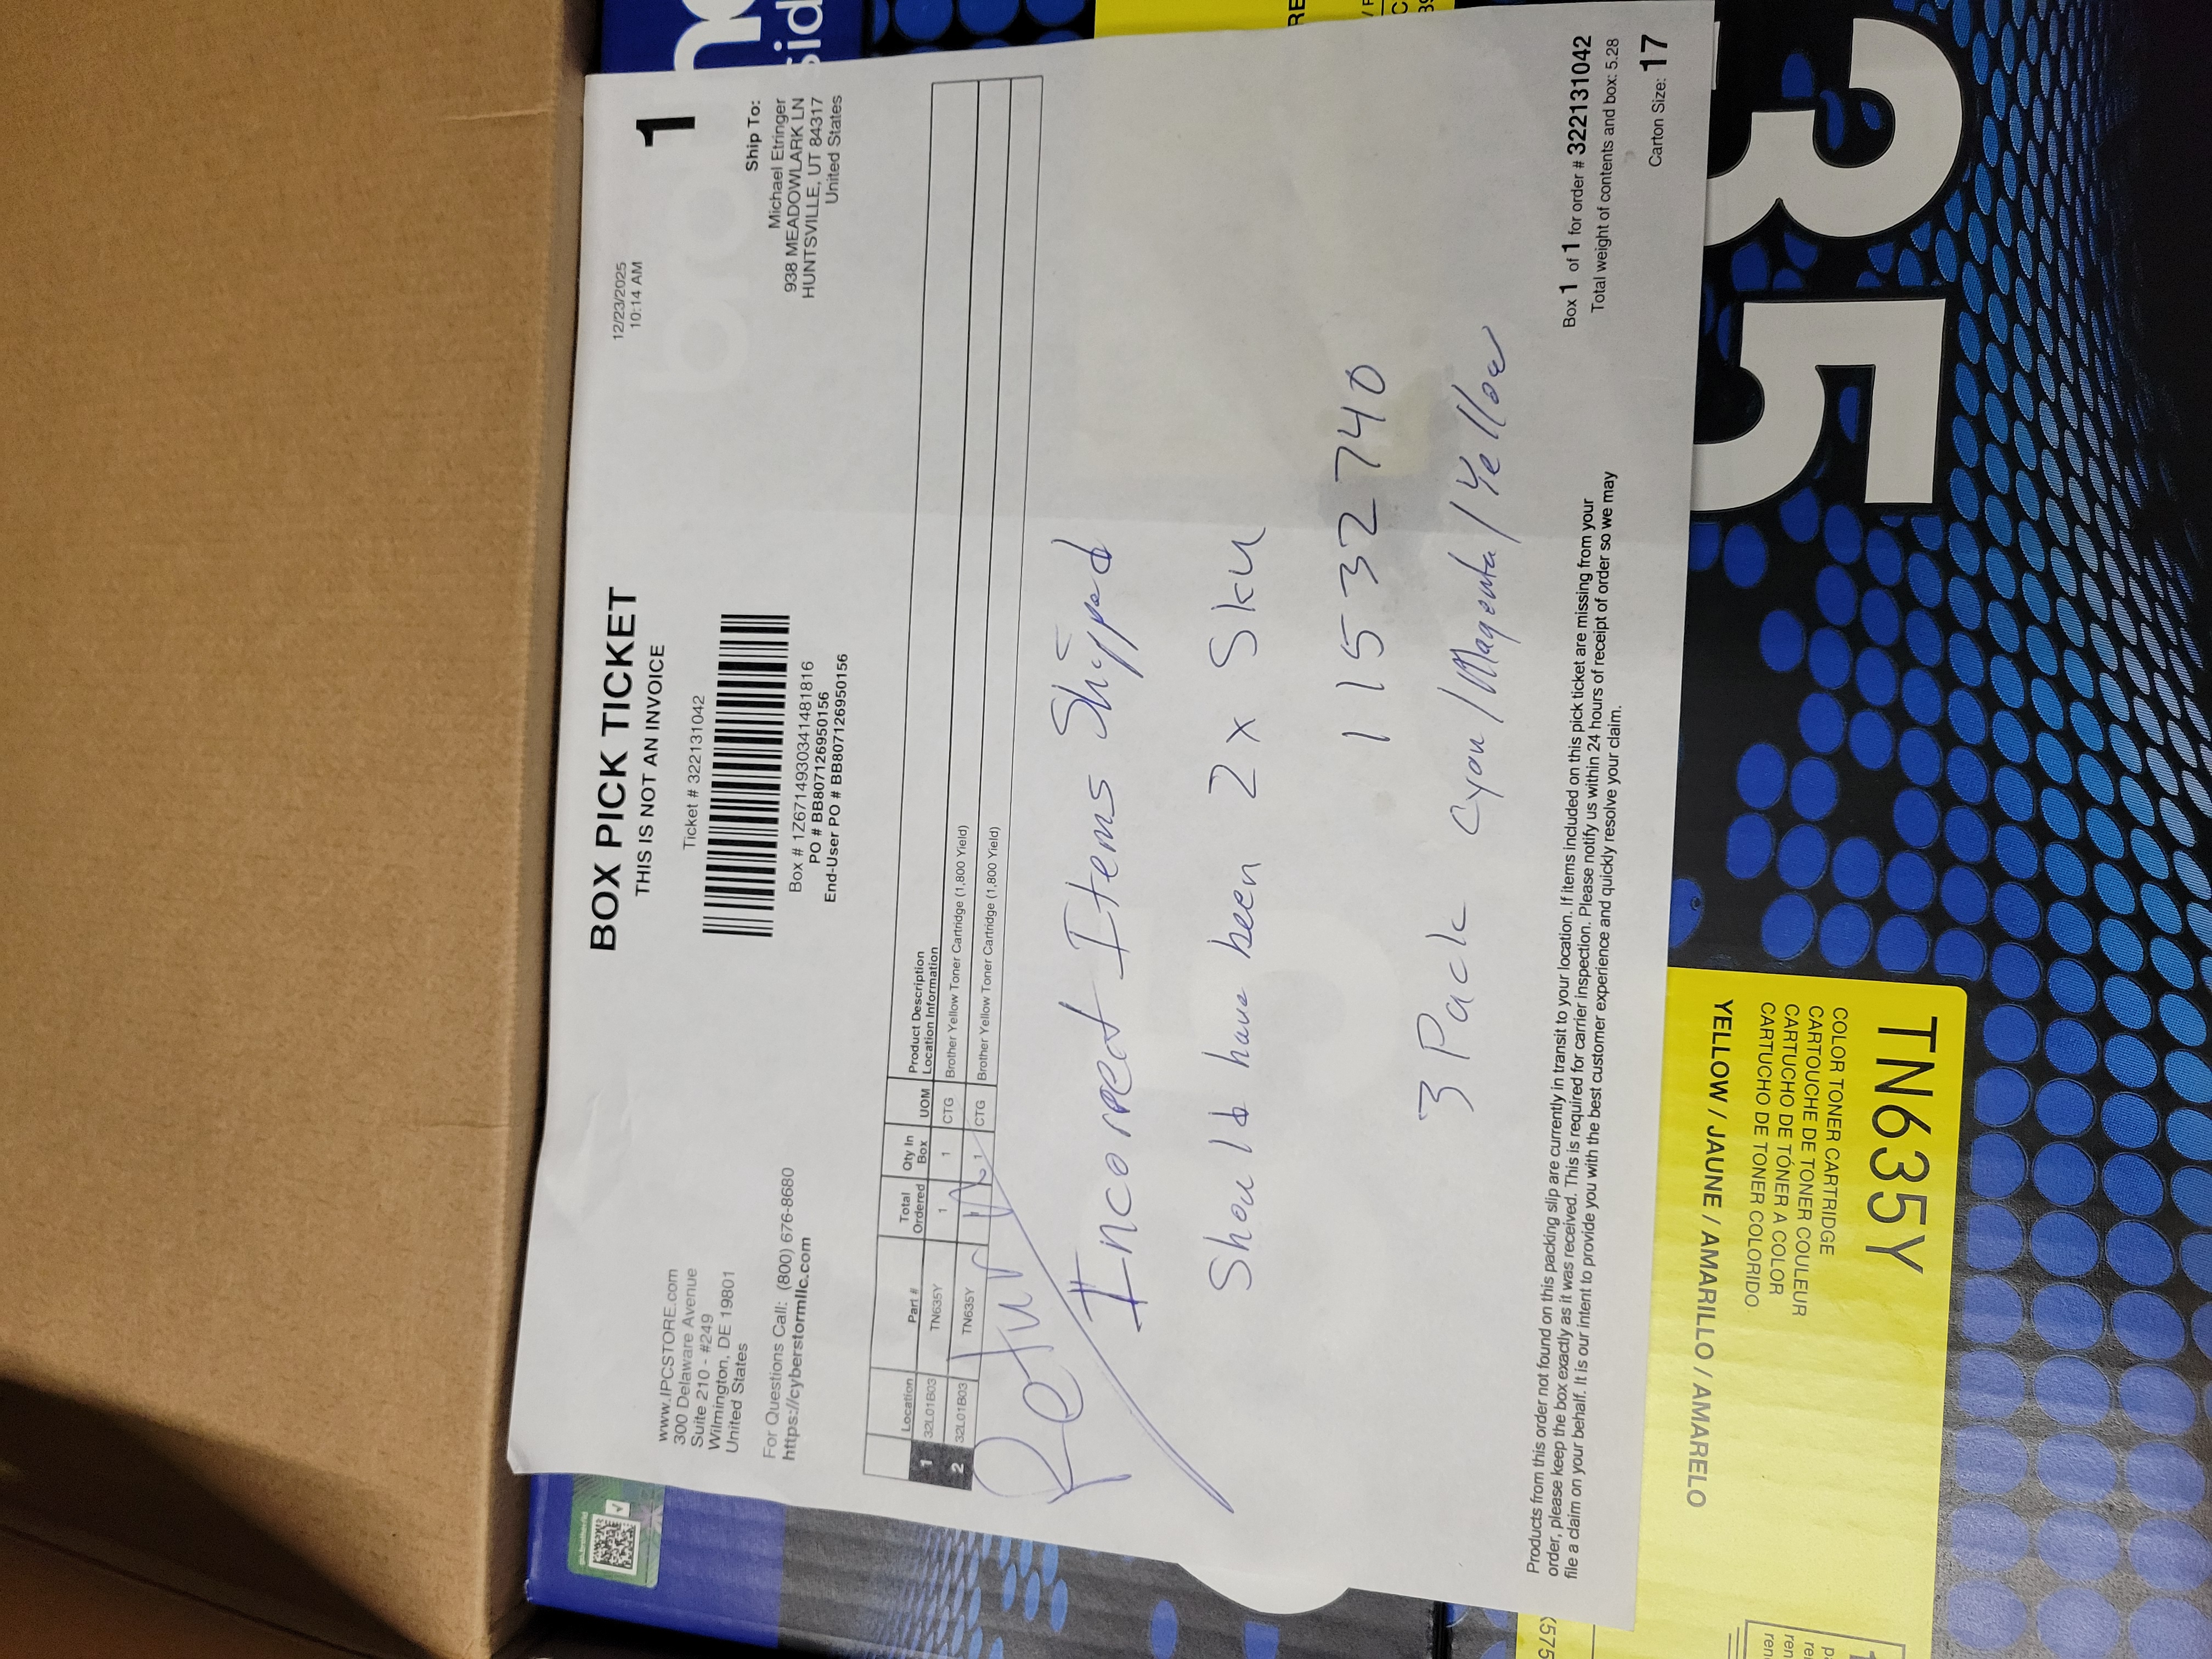 BOX PICK TICKET
THIS IS NOT AN INVOICE
12/23/2025
10:14 AM
1
www.IPCSTORE.com
300 Delaware Avenue
Suite 210 - #249
Wilmington, DE 19801
United States
For Questions Call: (800) 676-8680
https://cyberstormllc.com
Ticket # 322131042
Box # 1Z6714930341481816
PO # BB80712695​0156
End-User PO # BB807126950156
Ship To:
Michael Etringer
938 MEADOWLARK LN
HUNTSVILLE, UT 84317
United States
Location Part # Total Ordered Qty In Box UOM Product Description Location Information
1 32L01B03 TN635Y 1 1 CTG Brother Yellow Toner Cartridge (1,800 Yield)
2 32L01B03 TN635Y 1 1 CTG Brother Yellow Toner Cartridge (1,800 Yield)
Return
Incorrect Items Shipped
Should have been 2x Sku
11532740
3 Pack Cyan/Magenta/Yellow
Products from this order not found on this packing slip are currently in transit to your location. If items included on this pick ticket are missing from your
order, please keep the box exactly as it was received. This is required for carrier inspection. Please notify us within 24 hours of receipt of order so we may
file a claim on your behalf. It is our intent to provide you with the best customer experience and quickly resolve your claim.
Box 1 of 1 for order # 322131042
Total weight of contents and box: 5.28
Carton Size: 17
TN635Y
COLOR TONER CARTRIDGE
CARTOUCHE DE TONER COULEUR
CARTUCHO DE TÓNER A COLOR
CARTUCHO DE TONER COLORIDO
YELLOW / JAUNE / AMARILLO / AMARELO
35